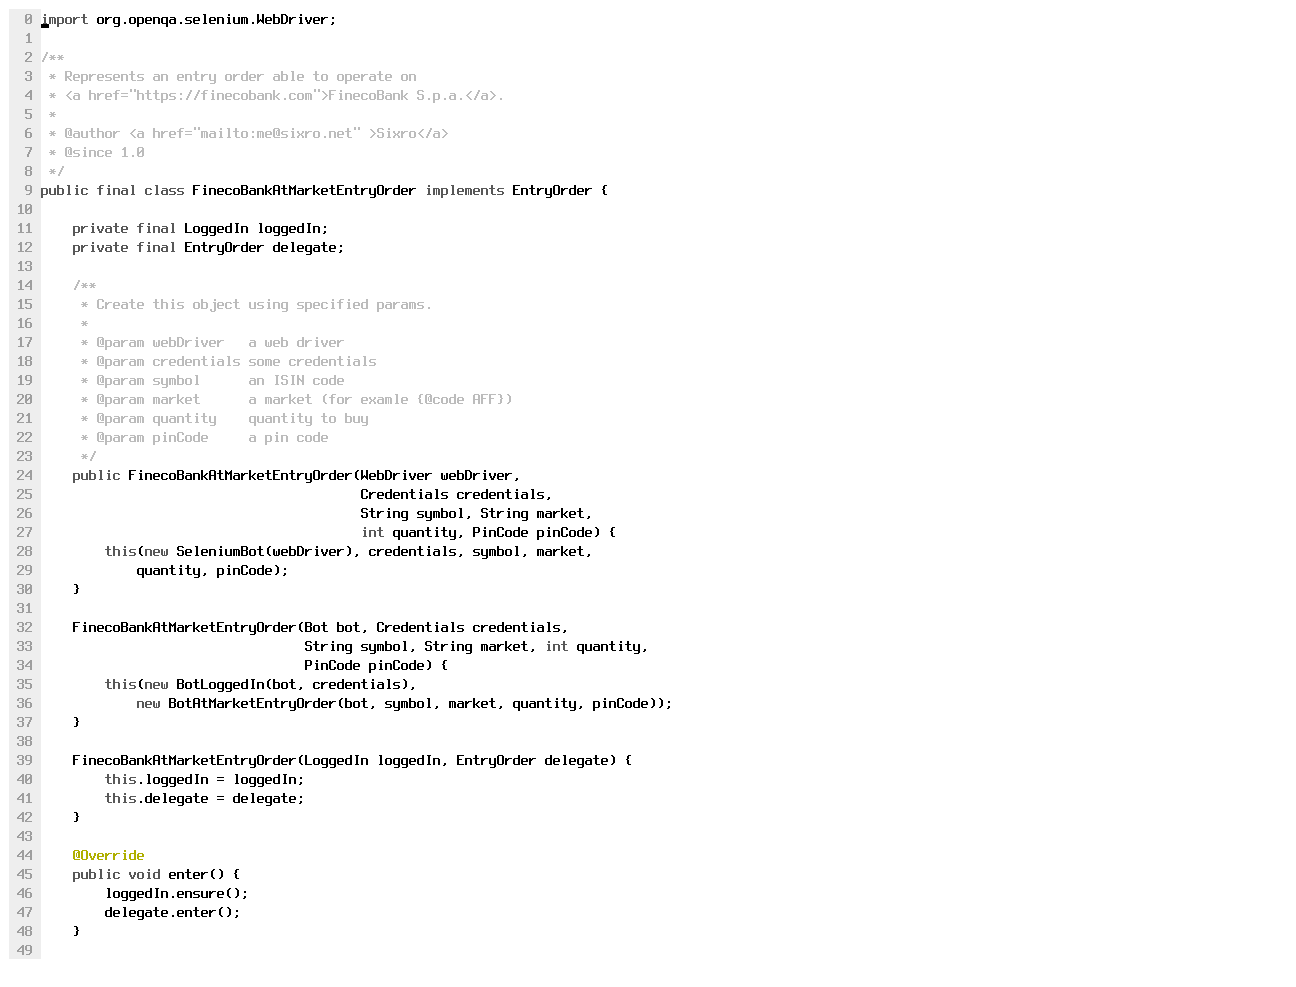 0 import org.openqa.selenium.WebDriver;
1
2 /**
3  * Represents an entry order able to operate on
4  * <a href="https://finecobank.com">FinecoBank S.p.a.</a>.
5  *
6  * @author <a href="mailto:me@sixro.net" >Sixro</a>
7  * @since 1.0
8  */
9 public final class FinecoBankAtMarketEntryOrder implements EntryOrder {
10
11     private final LoggedIn loggedIn;
12     private final EntryOrder delegate;
13
14     /**
15      * Create this object using specified params.
16      *
17      * @param webDriver   a web driver
18      * @param credentials some credentials
19      * @param symbol      an ISIN code
20      * @param market      a market (for examle {@code AFF})
21      * @param quantity    quantity to buy
22      * @param pinCode     a pin code
23      */
24     public FinecoBankAtMarketEntryOrder(WebDriver webDriver,
25                                         Credentials credentials,
26                                         String symbol, String market,
27                                         int quantity, PinCode pinCode) {
28         this(new SeleniumBot(webDriver), credentials, symbol, market,
29             quantity, pinCode);
30     }
31
32     FinecoBankAtMarketEntryOrder(Bot bot, Credentials credentials,
33                                  String symbol, String market, int quantity,
34                                  PinCode pinCode) {
35         this(new BotLoggedIn(bot, credentials),
36             new BotAtMarketEntryOrder(bot, symbol, market, quantity, pinCode));
37     }
38
39     FinecoBankAtMarketEntryOrder(LoggedIn loggedIn, EntryOrder delegate) {
40         this.loggedIn = loggedIn;
41         this.delegate = delegate;
42     }
43
44     @Override
45     public void enter() {
46         loggedIn.ensure();
47         delegate.enter();
48     }
49